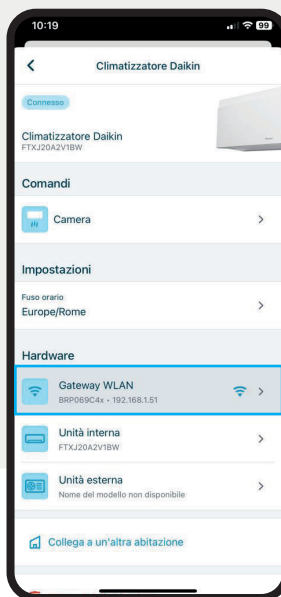 10:19
99
Climatizzatore Daikin
Connesso
Climatizzatore Daikin
FTXJ20A2V1BW
Comandi
Camera
Impostazioni
Fuso orario
Europe/Rome
Hardware
Gateway WLAN
BRP069C4x - 192.168.1.51
Unità interna
FTXJ20A2V1BW
Unità esterna
Nome del modello non disponibile
Collega a un'altra abitazione